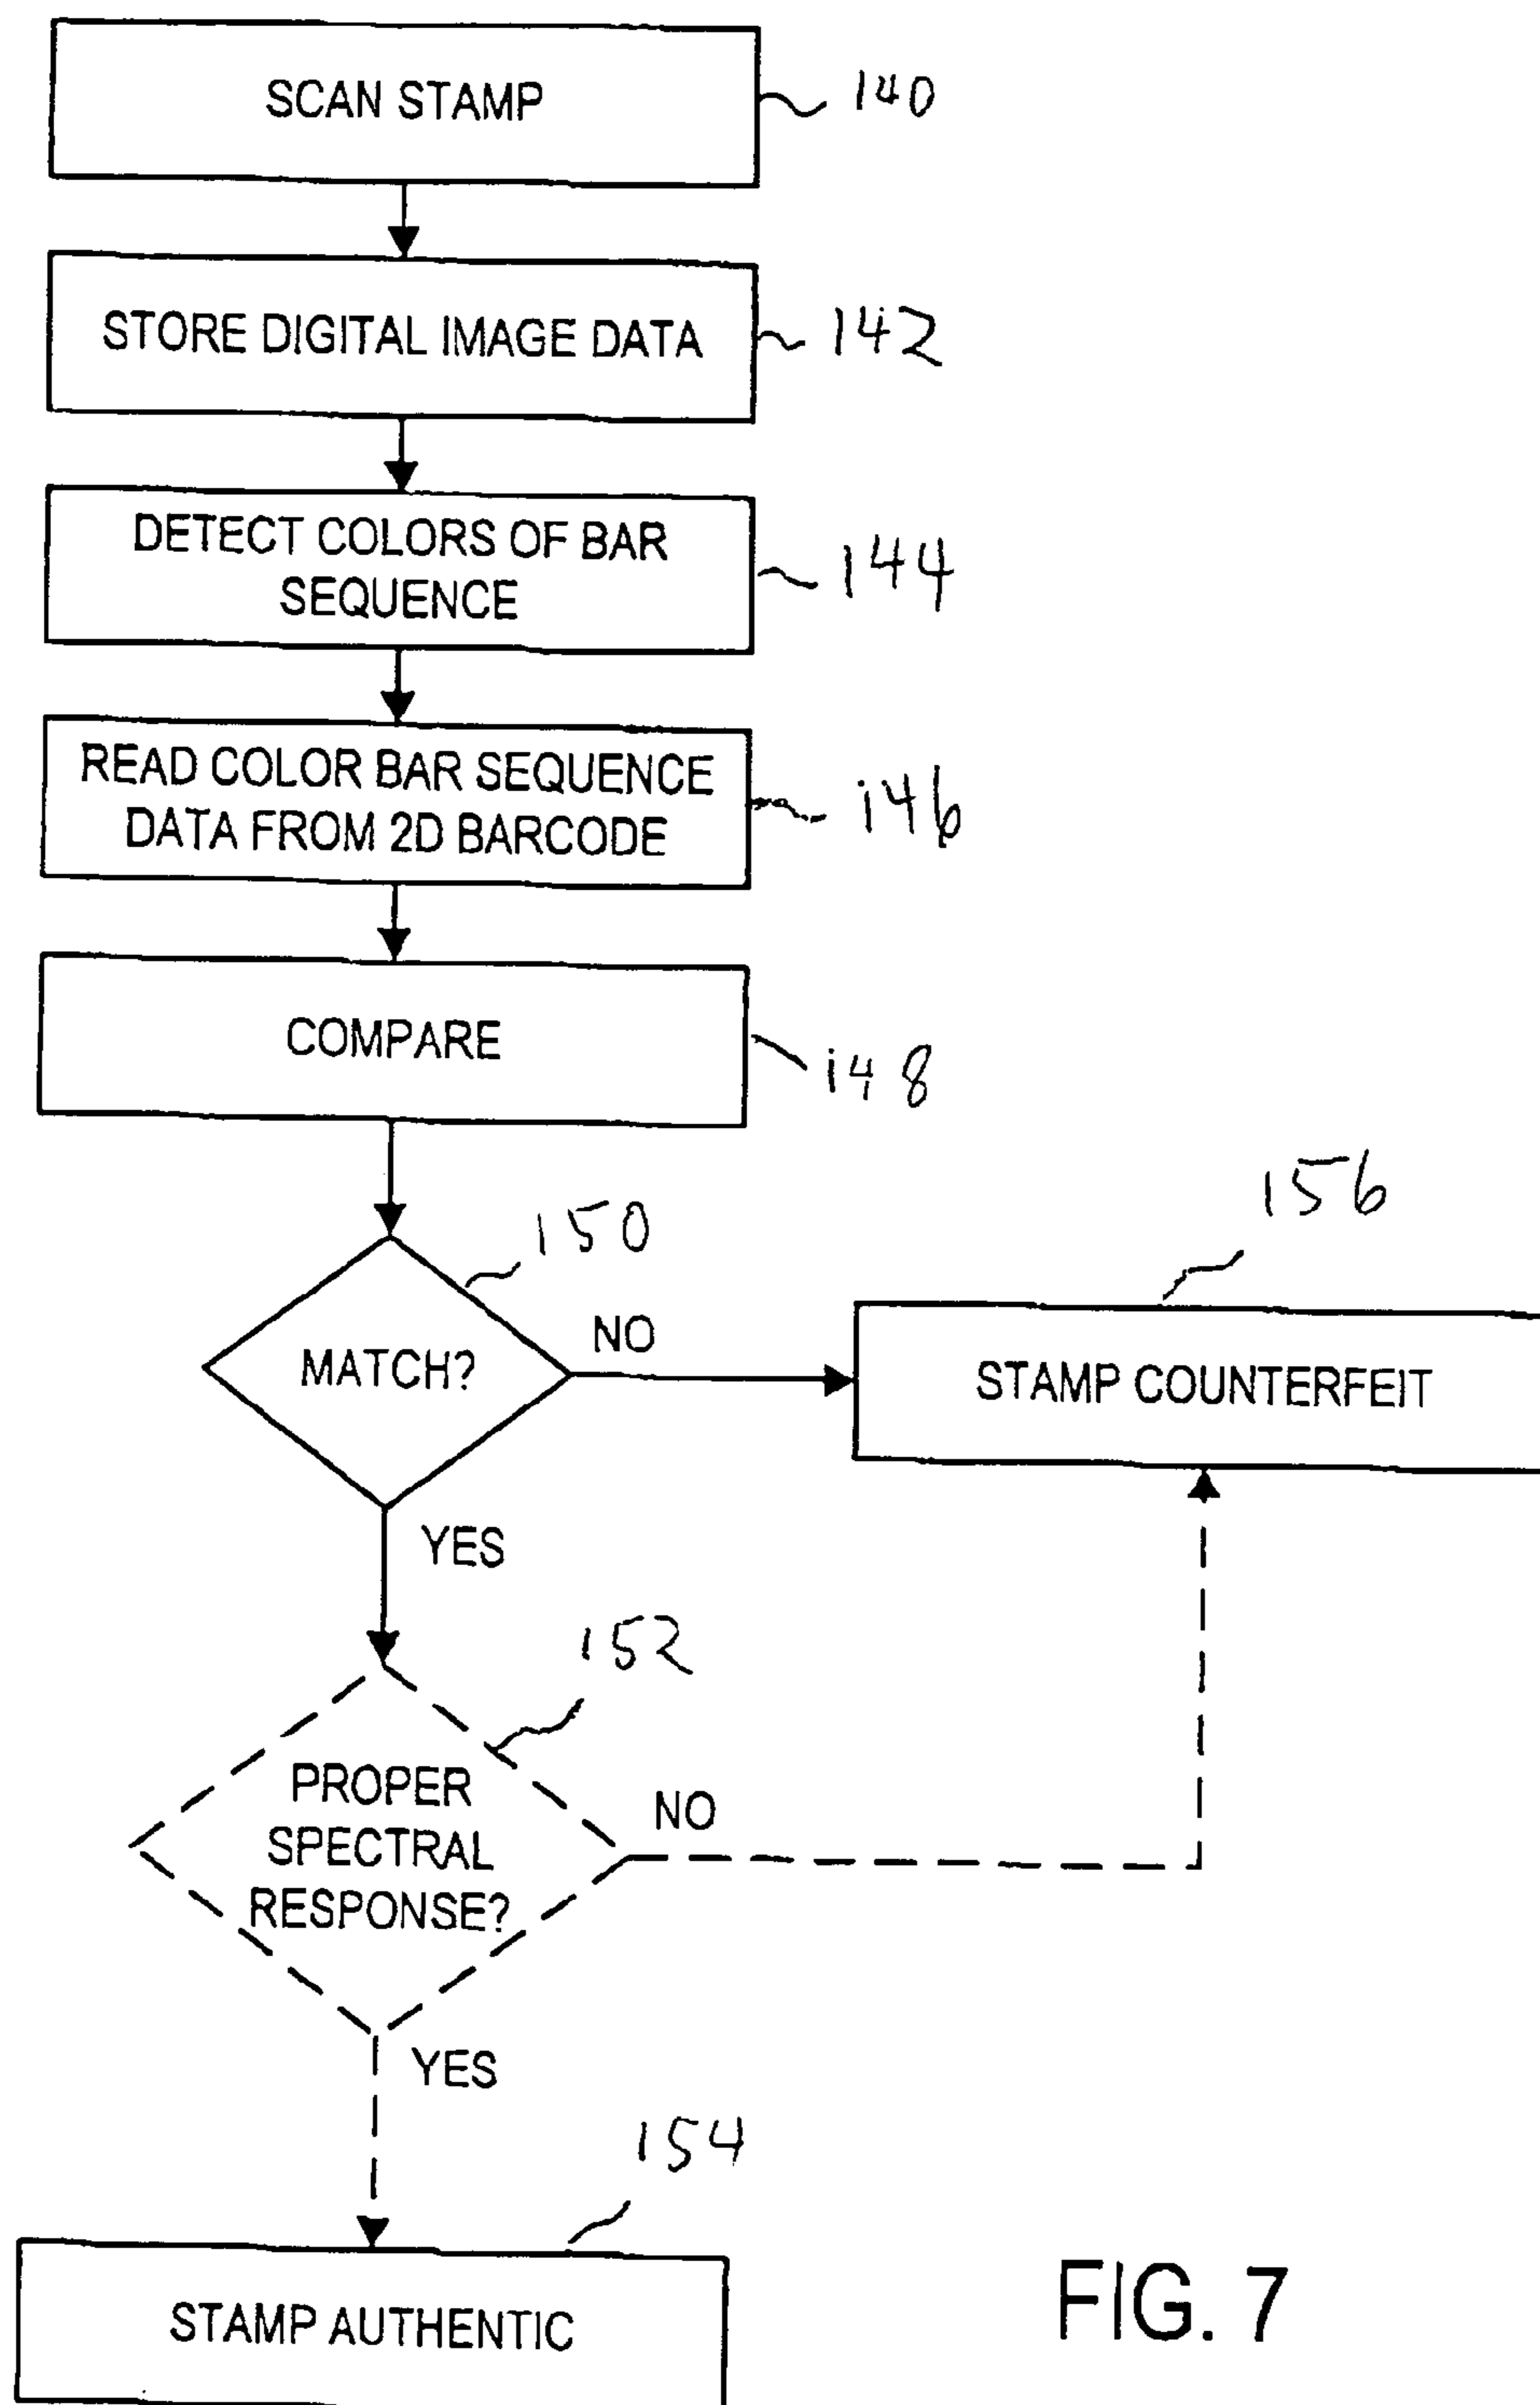 SCAN STAMP
140
STORE DIGITAL IMAGE DATA
142
DETECT COLORS OF BAR
SEQUENCE
144
READ COLOR BAR SEQUENCE
DATA FROM 2D BARCODE
146
COMPARE
148
150
MATCH?
NO
156
STAMP COUNTERFEIT
YES
152
PROPER
SPECTRAL
RESPONSE?
NO
YES
154
STAMP AUTHENTIC
FIG. 7